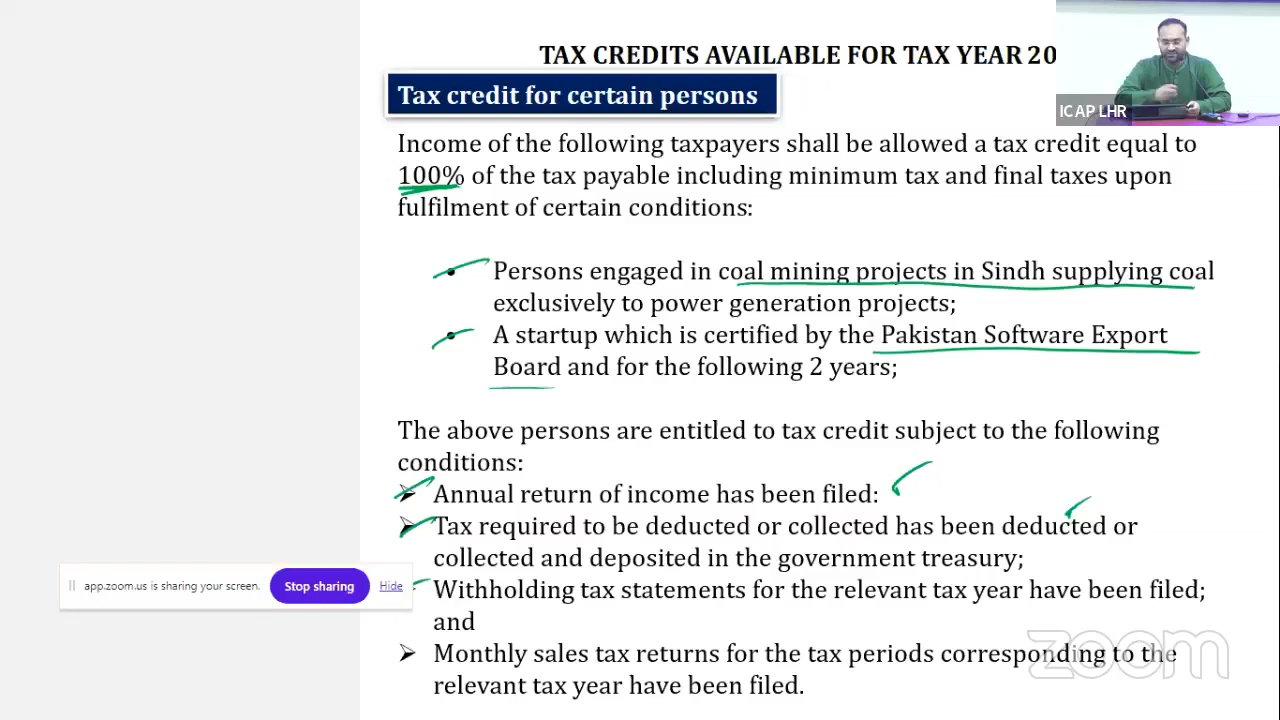 TAX CREDITS AVAILABLE FOR TAX YEAR 20
Tax credit for certain persons
ICAP LHR
Income of the following taxpayers shall be allowed a tax credit equal to
100% of the tax payable including minimum tax and final taxes upon
fulfilment of certain conditions:
• Persons engaged in coal mining projects in Sindh supplying coal
exclusively to power generation projects;
• A startup which is certified by the Pakistan Software Export
Board and for the following 2 years;
The above persons are entitled to tax credit subject to the following
conditions:
➢ Annual return of income has been filed:
➢ Tax required to be deducted or collected has been deducted or
collected and deposited in the government treasury;
app.zoom.us is sharing your screen. Stop sharing Hide
Withholding tax statements for the relevant tax year have been filed;
and
➢ Monthly sales tax returns for the tax periods corresponding to the
relevant tax year have been filed.
zoom